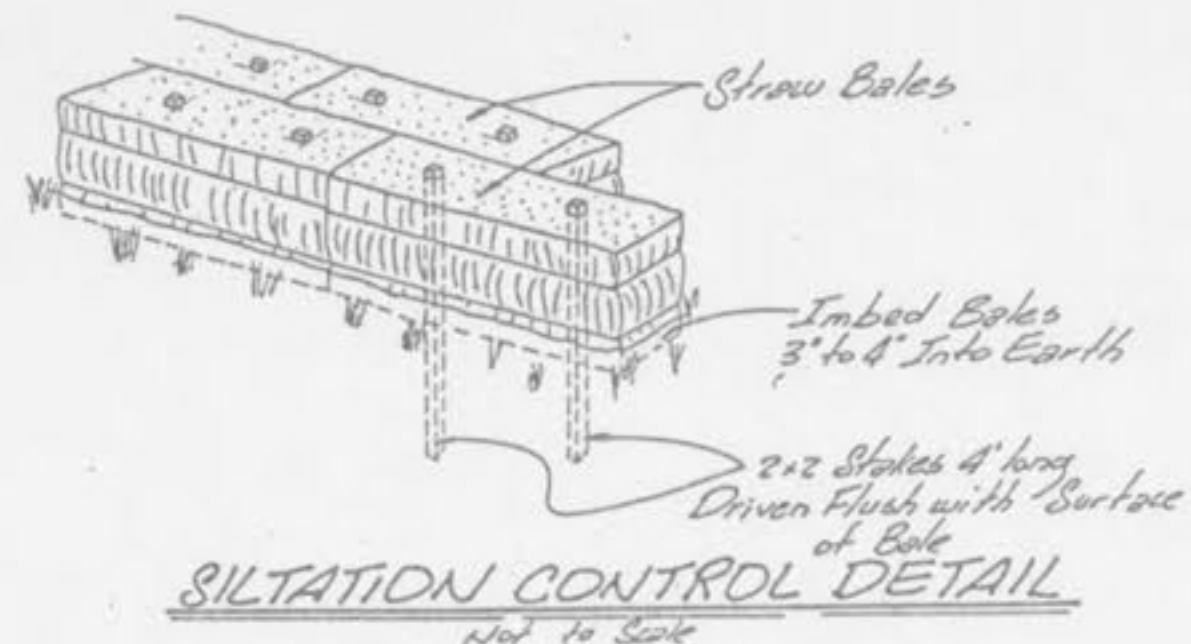 Straw Bales
Imbed Bales
3" to 4" Into Earth
2x2 Stakes 4' long
Driven Flush with Surface
of Bale
SILTATION CONTROL DETAIL
Not to Scale